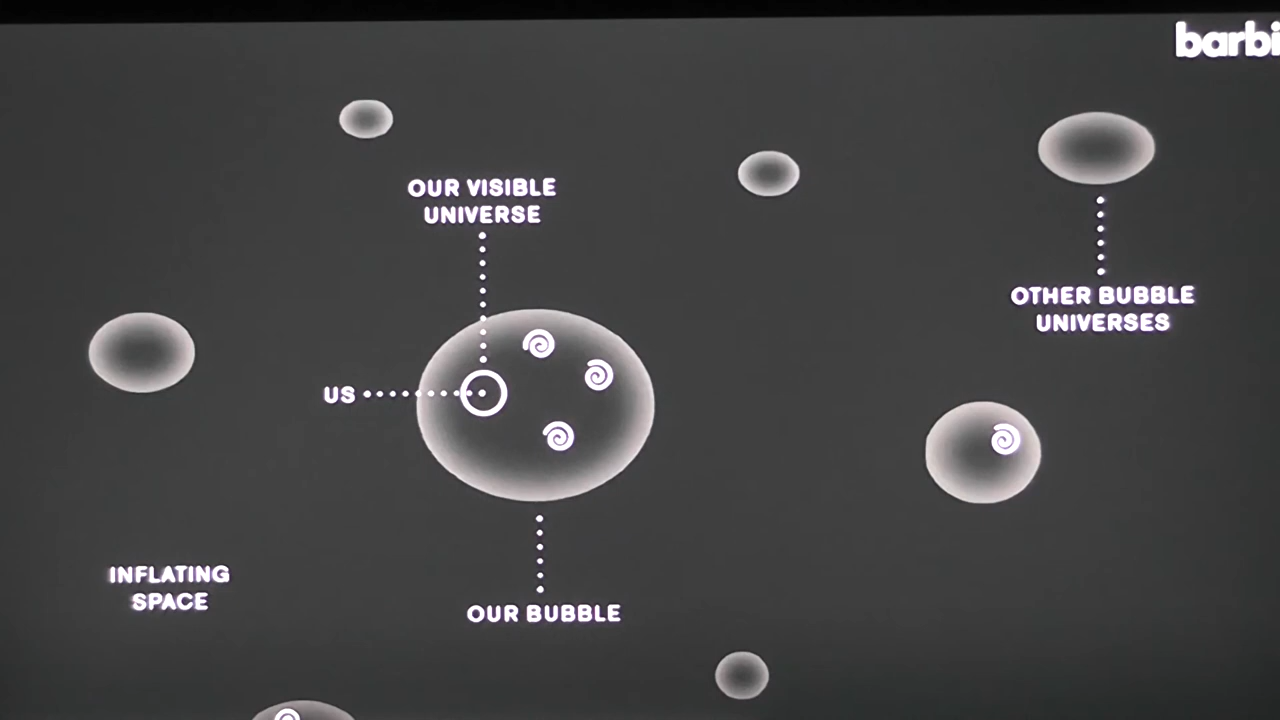 barbi
OUR VISIBLE
UNIVERSE
OTHER BUBBLE
UNIVERSES
US
INFLATING
SPACE
OUR BUBBLE